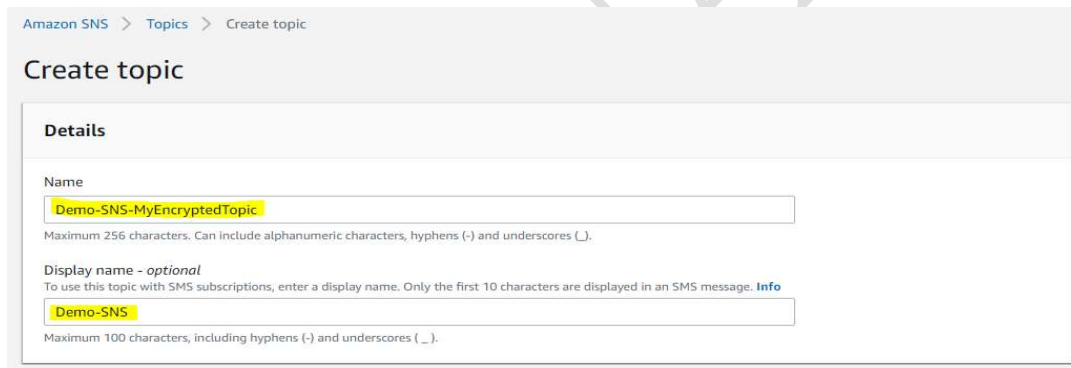 Amazon SNS > Topics > Create topic
Create topic
Details
Name
Demo-SNS-MyEncryptedTopic
Maximum 256 characters. Can include alphanumeric characters, hyphens (-) and underscores (_).
Display name - optional
To use this topic with SMS subscriptions, enter a display name. Only the first 10 characters are displayed in an SMS message. Info
Demo-SNS
Maximum 100 characters, including hyphens (-) and underscores ( _ ).